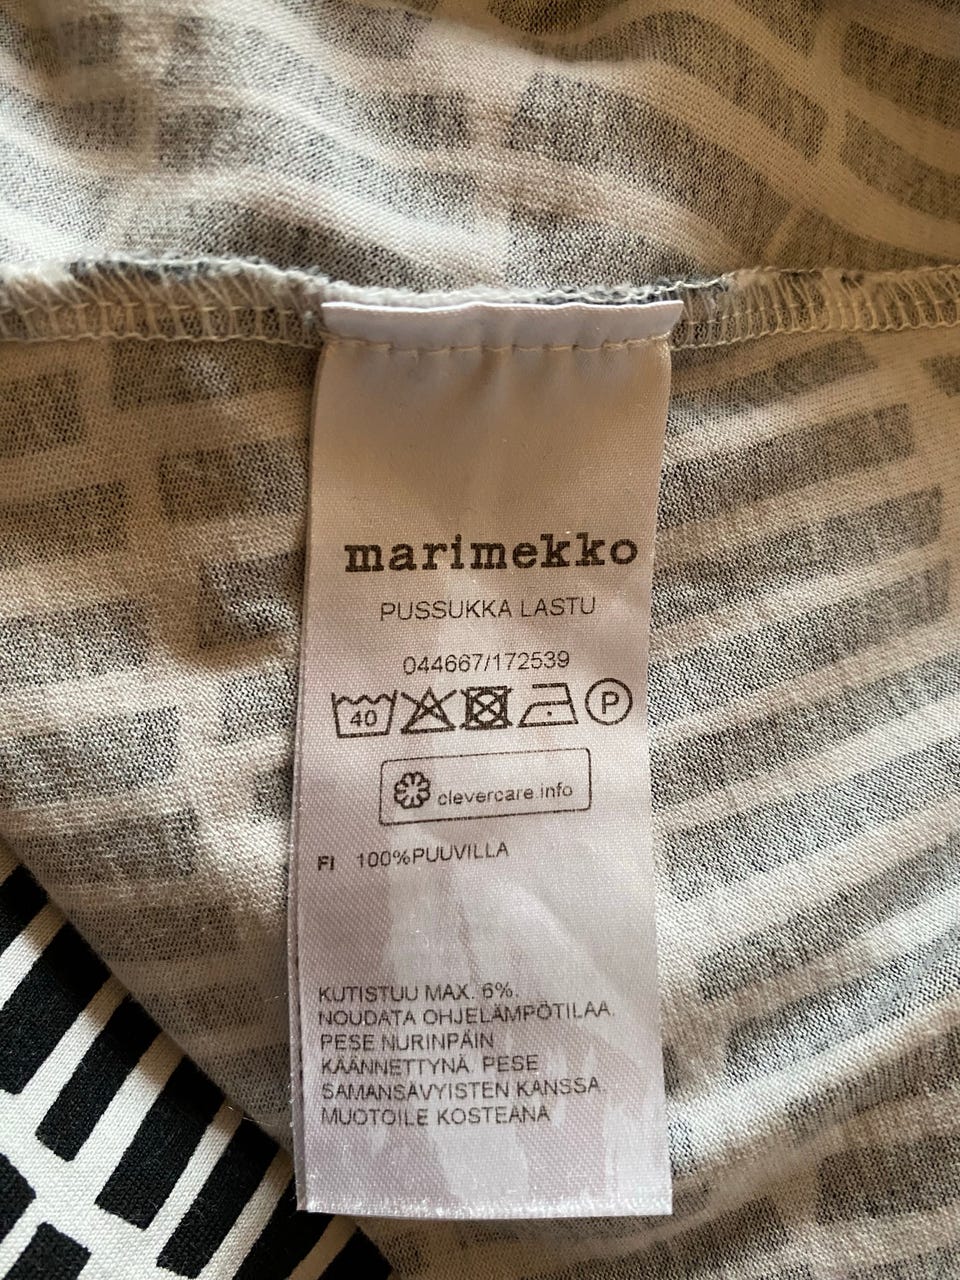 marimekko
PUSSUKKA LASTU
044667/172539
40 P
clevercare.info
FI 100%PUUVILLA
KUTISTUU MAX. 6%.
NOUDATA OHJELÄMPÖTILAA.
PESE NURINPÄIN
KÄÄNNETTYNÄ. PESE
SAMANSÄVYISTEN KANSSA.
MUOTOILE KOSTEANA